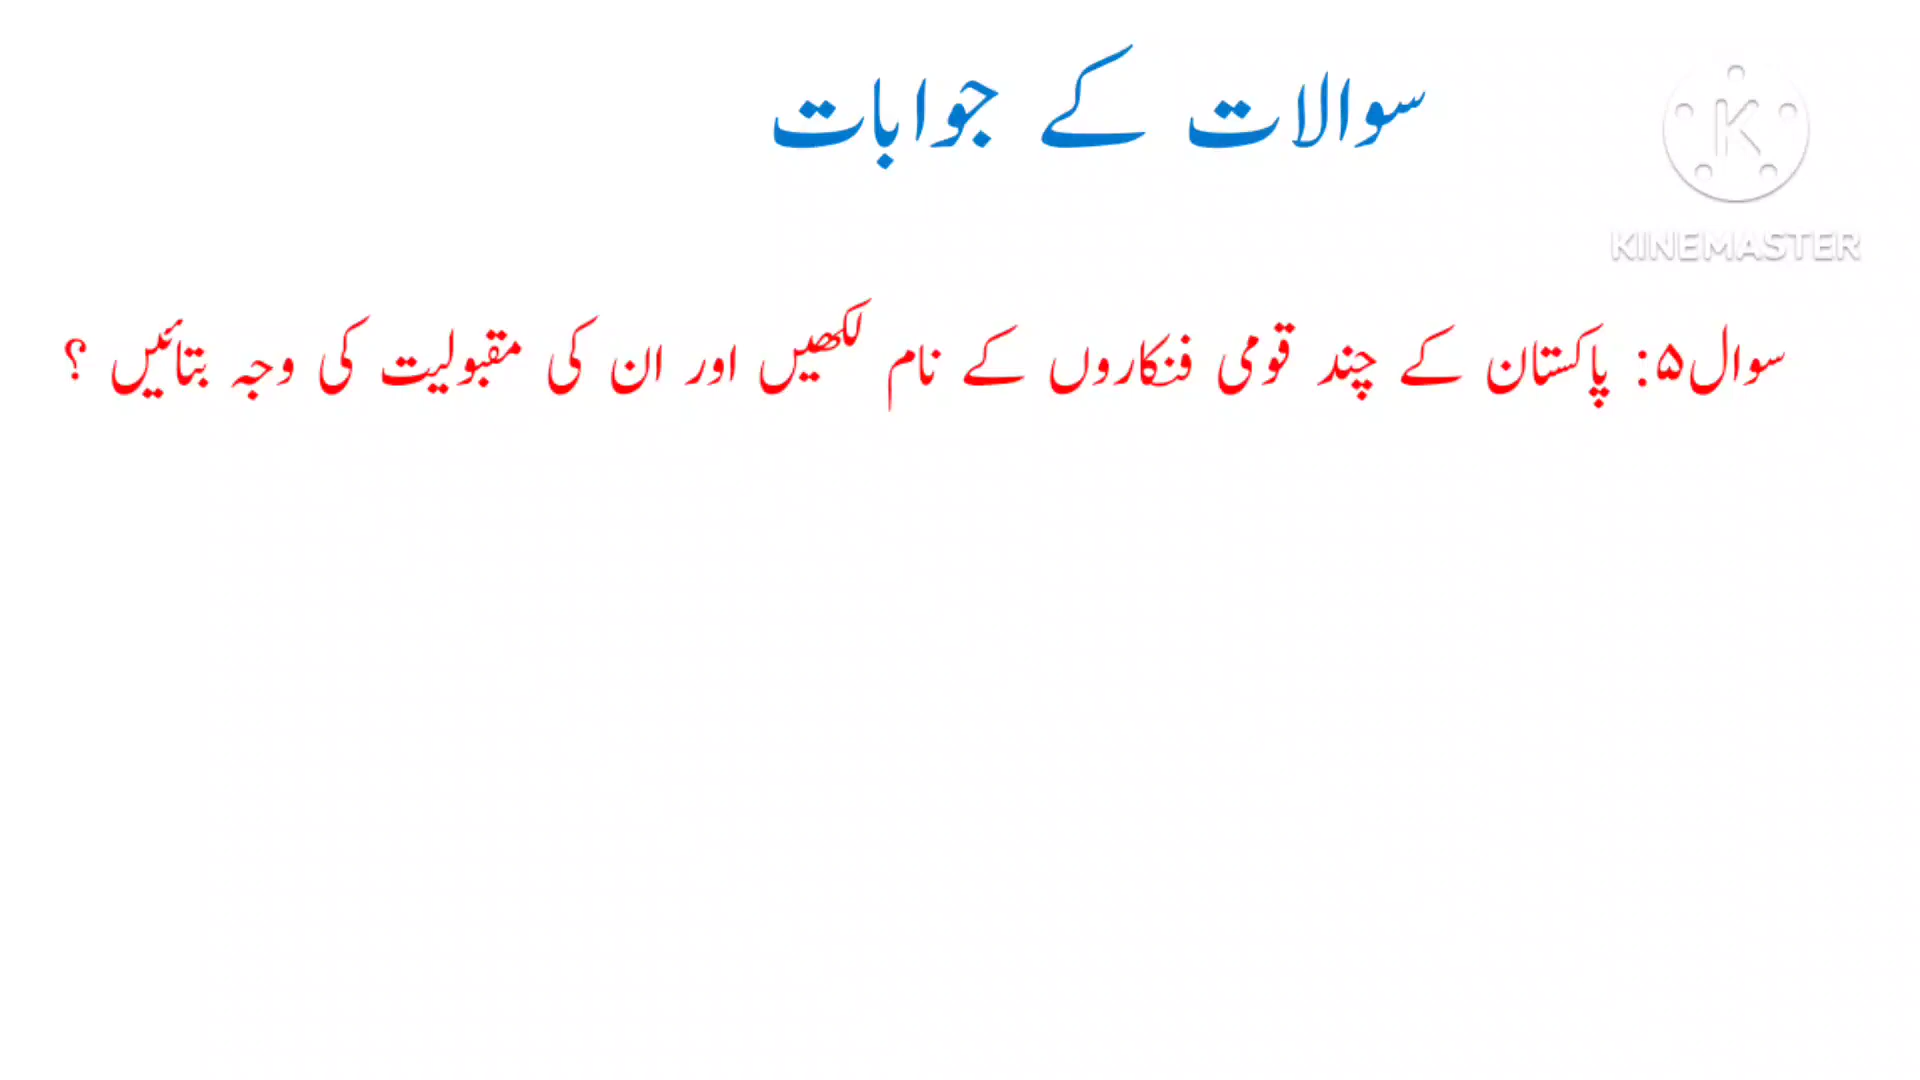 سوالات کے جوابات
K
KINEMASTER
سوال۵: پاکستان کے چند قومی فنکاروں کے نام لکھیں اور ان کی مقبولیت کی وجہ بتائیں ؟